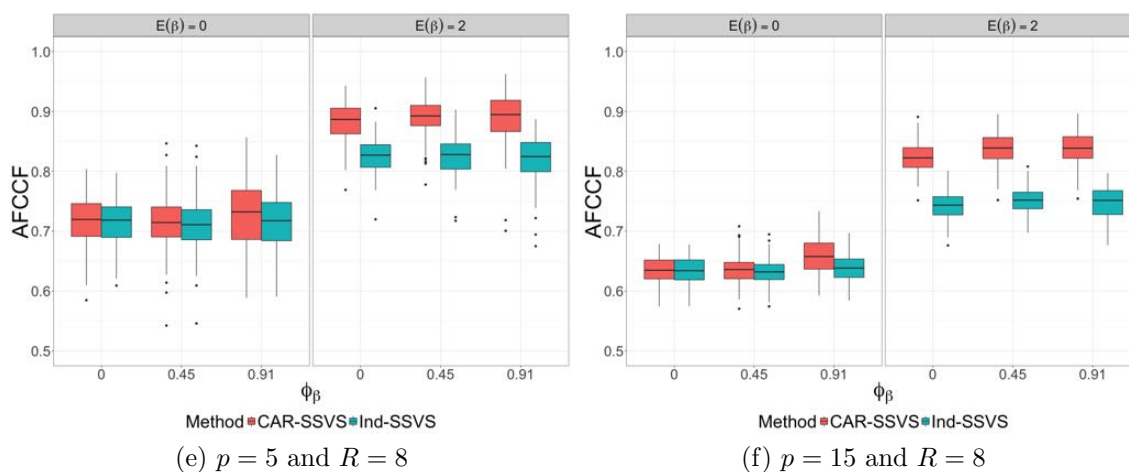 E(β) = 0
E(β) = 2
1.0
0.9
0.8
0.7
0.6
0.5
AFCCF
0
0.45
0.91
0
0.45
0.91
ϕβ
Method CAR-SSVS Ind-SSVS
(e) p = 5 and R = 8
E(β) = 0
E(β) = 2
1.0
0.9
0.8
0.7
0.6
0.5
AFCCF
0
0.45
0.91
0
0.45
0.91
ϕβ
Method CAR-SSVS Ind-SSVS
(f) p = 15 and R = 8